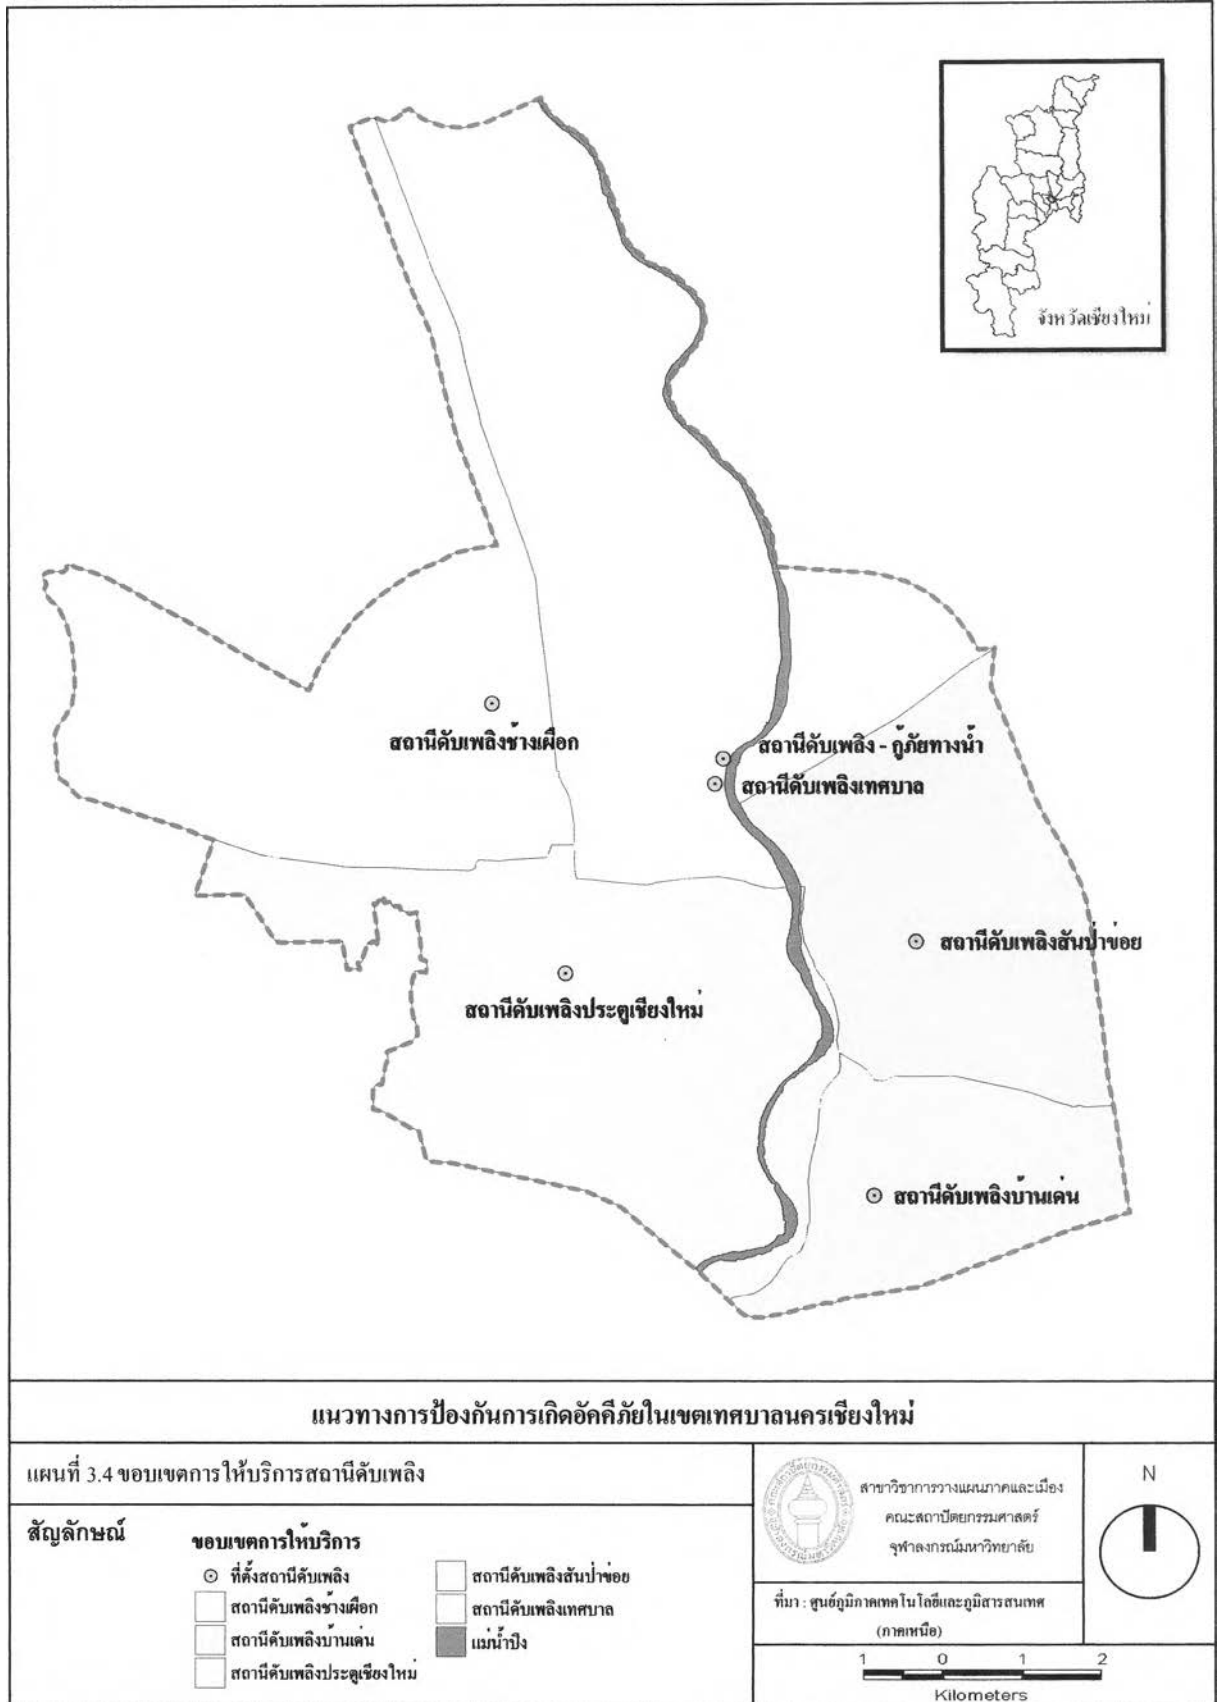 จังหวัดเชียงใหม่
สถานีดับเพลิงช้างเผือก
สถานีดับเพลิง - กู้ภัยทางน้ำ
สถานีดับเพลิงเทศบาล
สถานีดับเพลิงสันป่าข่อย
สถานีดับเพลิงประตูเชียงใหม่
สถานีดับเพลิงบ้านเด่น
แนวทางการป้องกันการเกิดอัคคีภัยในเขตเทศบาลนครเชียงใหม่
แผนที่ 3.4 ขอบเขตการให้บริการสถานีดับเพลิง
สัญลักษณ์
ขอบเขตการให้บริการ
ที่ตั้งสถานีดับเพลิง
สถานีดับเพลิงช้างเผือก
สถานีดับเพลิงบ้านเด่น
สถานีดับเพลิงประตูเชียงใหม่
สถานีดับเพลิงสันป่าข่อย
สถานีดับเพลิงเทศบาล
แม่น้ำปิง
สาขาวิชาการวางแผนภาคและเมือง
คณะสถาปัตยกรรมศาสตร์
จุฬาลงกรณ์มหาวิทยาลัย
ที่มา : ศูนย์ภูมิภาคเทคโนโลยีและภูมิสารสนเทศ
(ภาคเหนือ)
N
1 0 1 2
Kilometers